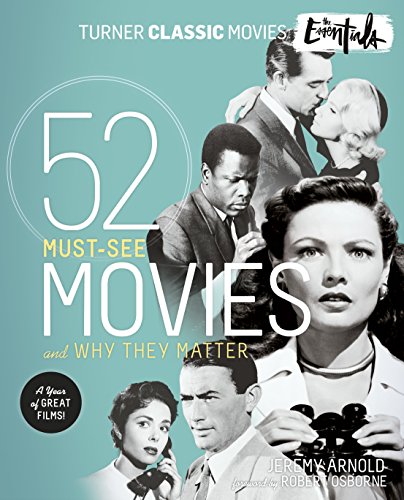 TURNER CLASSIC MOVIES
the
Essentials
52
MUST-SEE
MOVIES
and WHY THEY MATTER
A Year
of GREAT
FILMS!
JEREMY ARNOLD
foreword by ROBERT OSBORNE